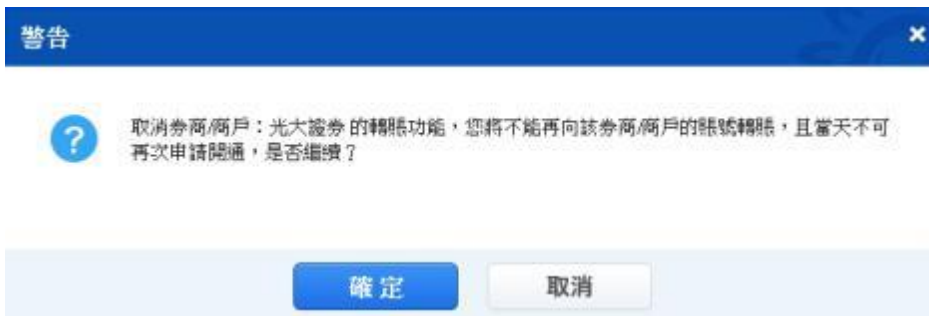 警告
取消券商/商戶：光大證券 的轉賬功能，您將不能再向該券商/商戶的賬號轉賬，且當天不可
再次申請開通，是否繼續？
確定
取消